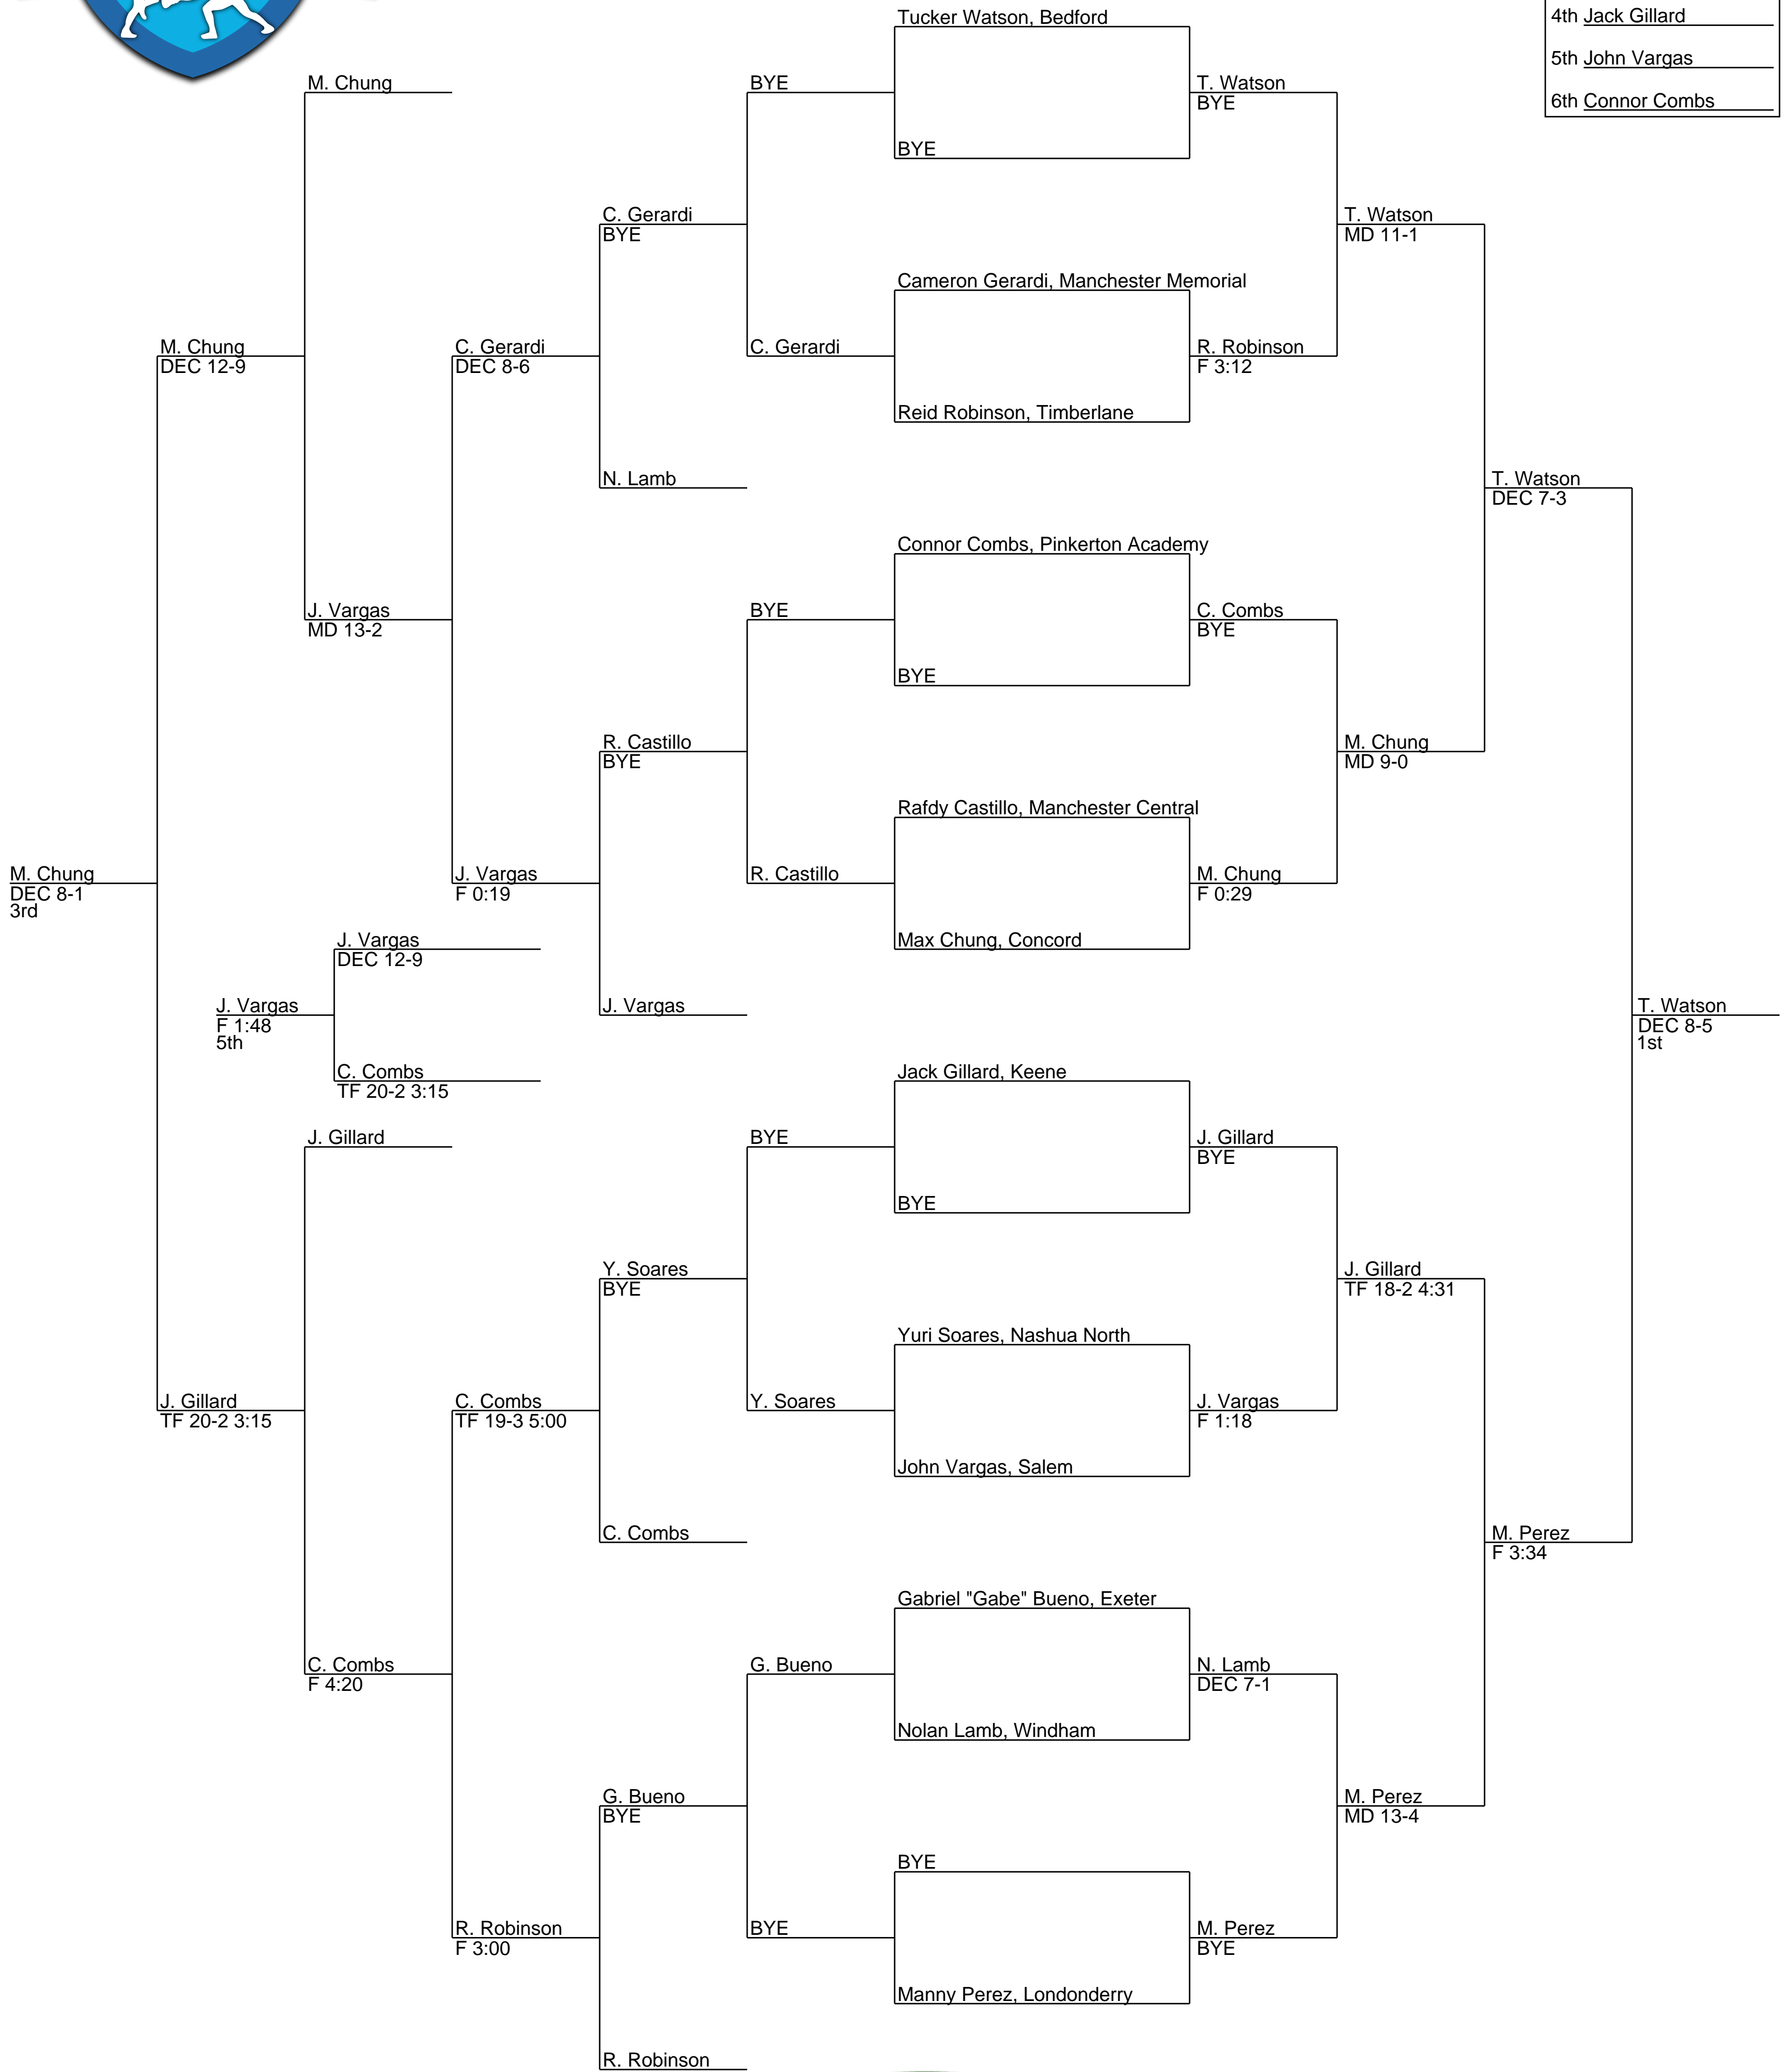 Tucker Watson, Bedford
4th Jack Gillard
5th John Vargas
M. Chung
BYE
T. Watson
BYE
6th Connor Combs
BYE
C. Gerardi
BYE
T. Watson
MD 11-1
Cameron Gerardi, Manchester Memorial
M. Chung
DEC 12-9
C. Gerardi
DEC 8-6
C. Gerardi
R. Robinson
F 3:12
Reid Robinson, Timberlane
N. Lamb
T. Watson
DEC 7-3
Connor Combs, Pinkerton Academy
J. Vargas
MD 13-2
BYE
C. Combs
BYE
BYE
R. Castillo
BYE
M. Chung
MD 9-0
Rafdy Castillo, Manchester Central
M. Chung
DEC 8-1
3rd
J. Vargas
F 0:19
R. Castillo
M. Chung
F 0:29
J. Vargas
DEC 12-9
Max Chung, Concord
J. Vargas
F 1:48
5th
J. Vargas
T. Watson
DEC 8-5
1st
C. Combs
TF 20-2 3:15
Jack Gillard, Keene
J. Gillard
BYE
J. Gillard
BYE
BYE
Y. Soares
BYE
J. Gillard
TF 18-2 4:31
Yuri Soares, Nashua North
J. Gillard
TF 20-2 3:15
C. Combs
TF 19-3 5:00
Y. Soares
J. Vargas
F 1:18
John Vargas, Salem
C. Combs
M. Perez
F 3:34
Gabriel "Gabe" Bueno, Exeter
C. Combs
F 4:20
G. Bueno
N. Lamb
DEC 7-1
Nolan Lamb, Windham
G. Bueno
BYE
M. Perez
MD 13-4
BYE
R. Robinson
F 3:00
BYE
M. Perez
BYE
Manny Perez, Londonderry
R. Robinson